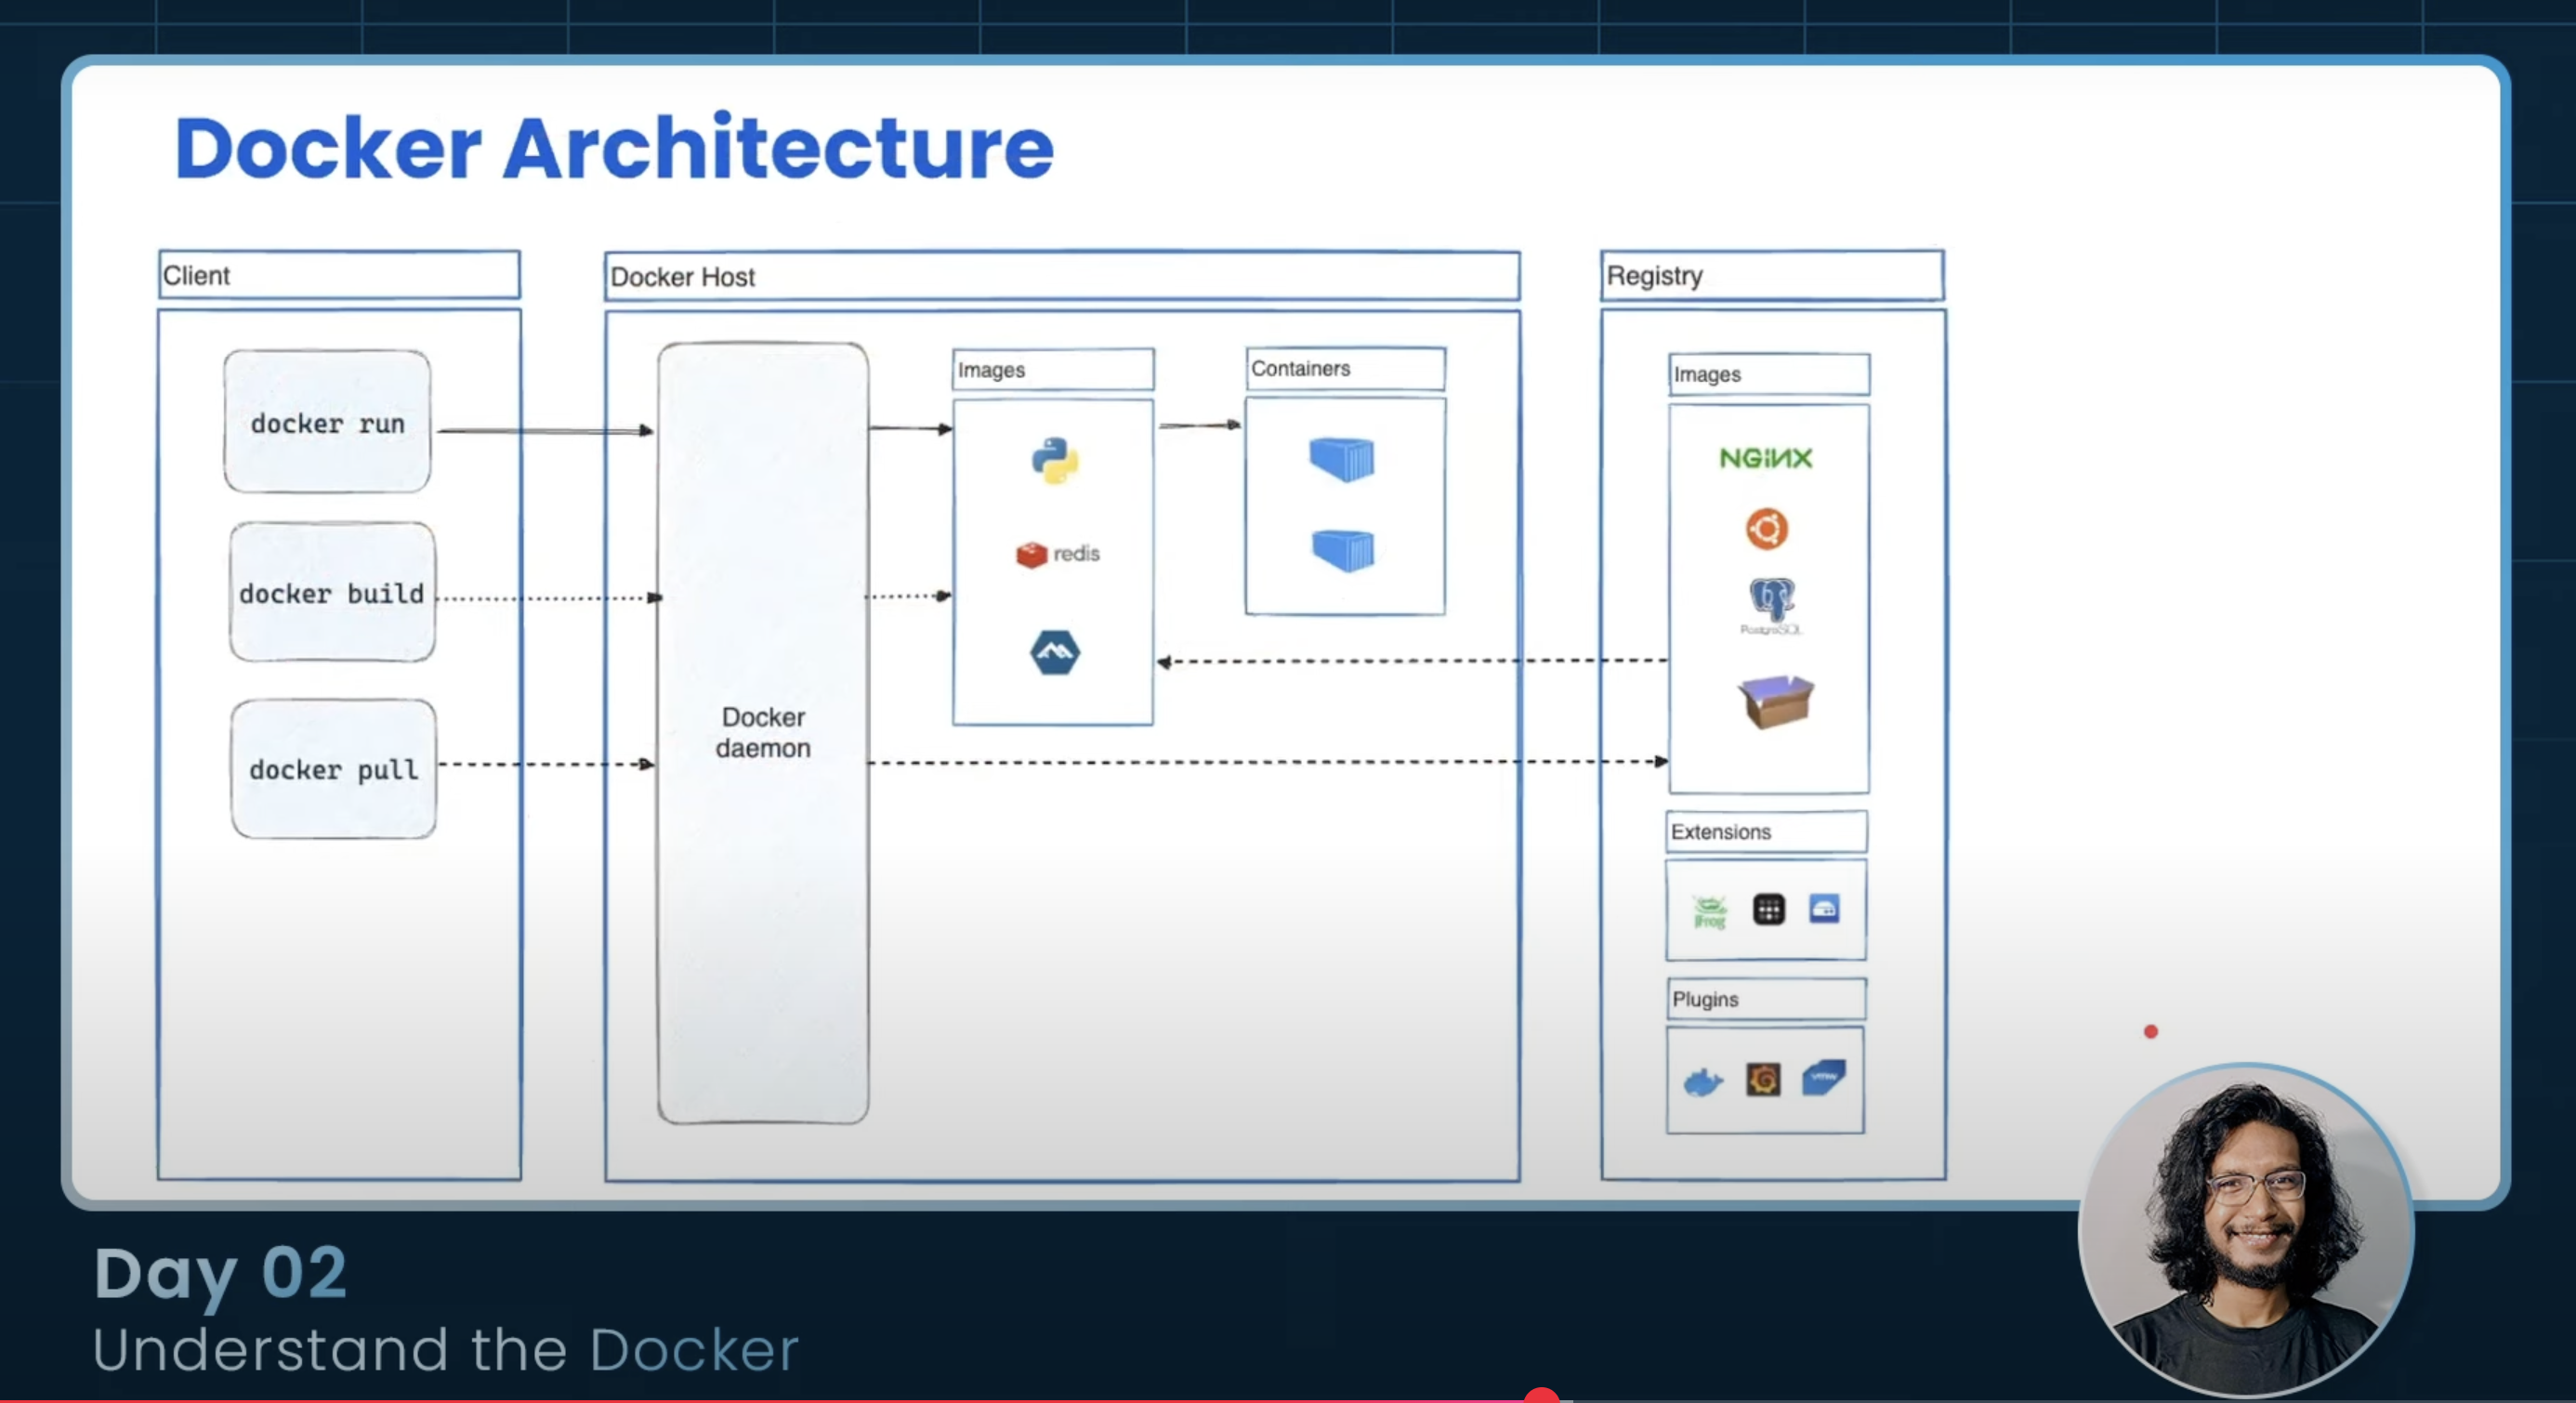 Docker Architecture
Client
Docker Host
Registry
docker run
docker build
docker pull
Docker
daemon
Images
redis
Containers
Images
NGINX
PostgreSQL
Extensions
JFrog
Plugins
vmw
Day 02
Understand the Docker